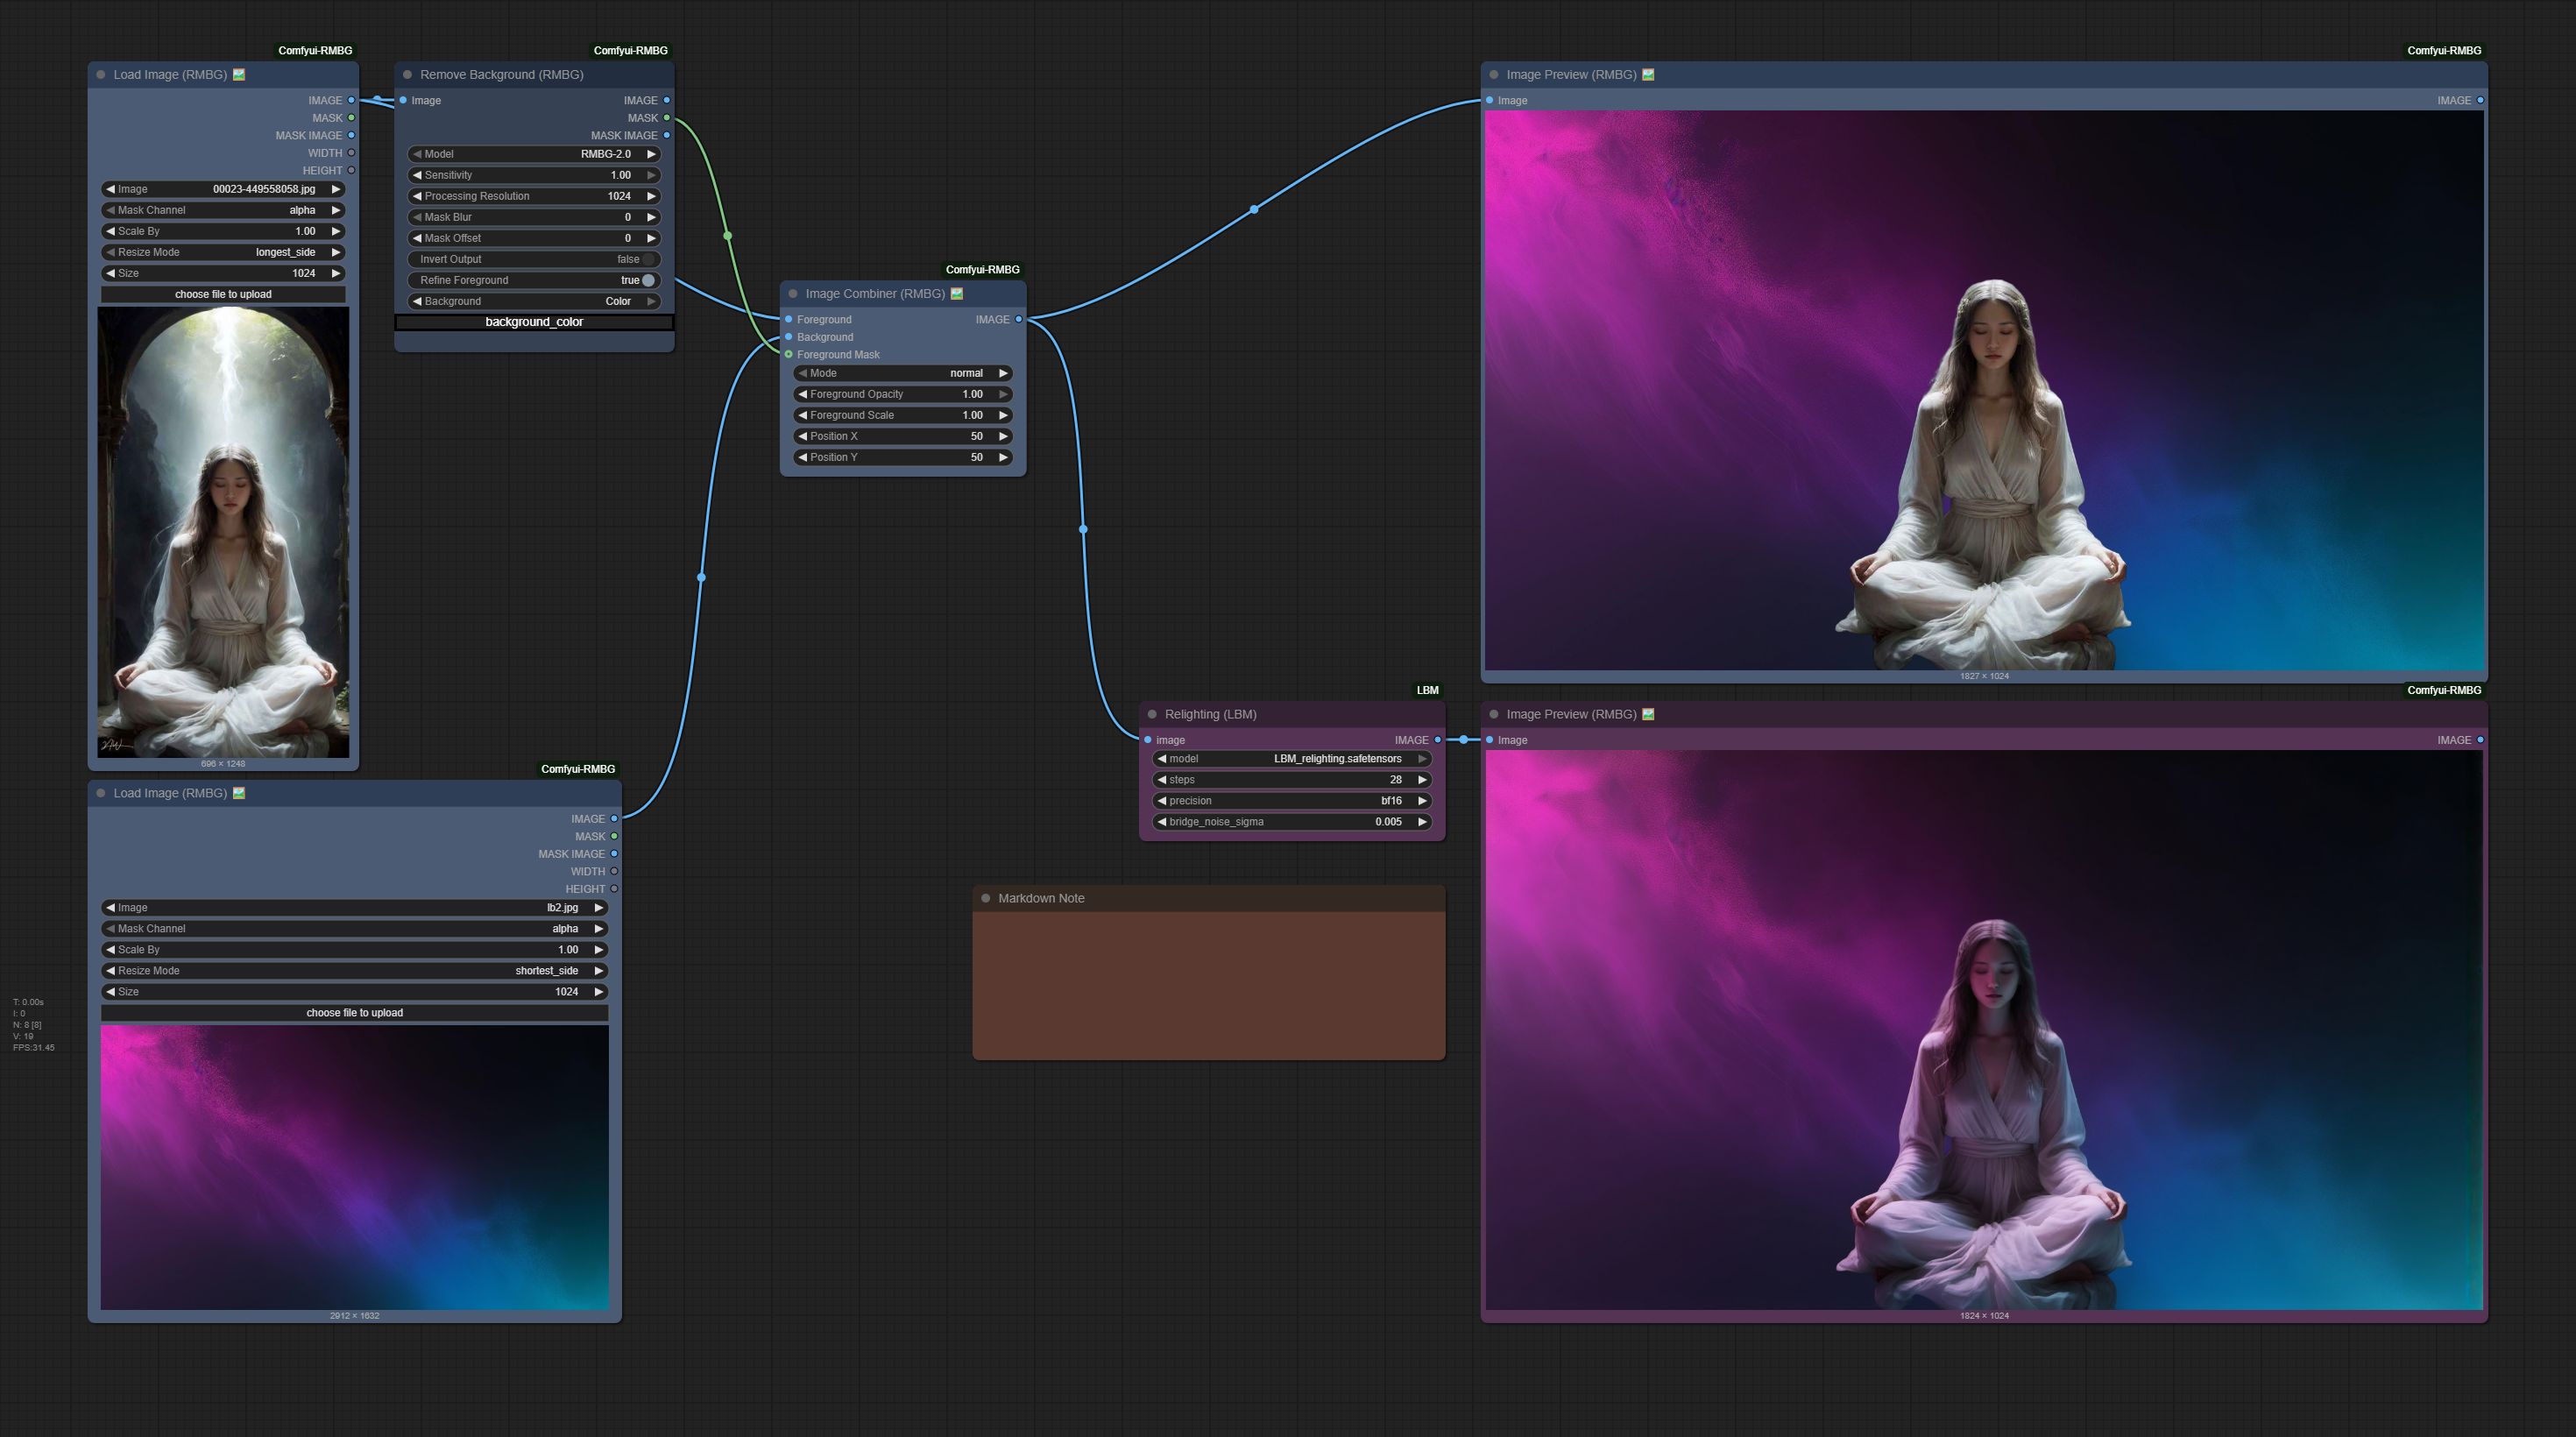 Comfyui-RMBG
Load Image (RMBG)
IMAGE
MASK
MASK IMAGE
WIDTH
HEIGHT
Image 00023-449558058.jpg
Mask Channel alpha
Scale By 1.00
Resize Mode longest_side
Size 1024
choose file to upload
696 × 1248
Comfyui-RMBG
Remove Background (RMBG)
Image IMAGE
MASK
MASK IMAGE
Model RMBG-2.0
Sensitivity 1.00
Processing Resolution 1024
Mask Blur 0
Mask Offset 0
Invert Output false
Refine Foreground true
Background Color
background_color
Comfyui-RMBG
Image Combiner (RMBG)
Foreground IMAGE
Background
Foreground Mask
Mode normal
Foreground Opacity 1.00
Foreground Scale 1.00
Position X 50
Position Y 50
Comfyui-RMBG
Image Preview (RMBG)
Image IMAGE
1827 × 1024
Comfyui-RMBG
Load Image (RMBG)
IMAGE
MASK
MASK IMAGE
WIDTH
HEIGHT
Image lb2.jpg
Mask Channel alpha
Scale By 1.00
Resize Mode shortest_side
Size 1024
choose file to upload
2912 × 1632
T: 0.00s
I: 0
N: 8 [8]
V: 19
FPS:31.45
LBM
Relighting (LBM)
image IMAGE
model LBM_relighting.safetensors
steps 28
precision bf16
bridge_noise_sigma 0.005
Markdown Note
Comfyui-RMBG
Image Preview (RMBG)
Image IMAGE
1824 × 1024